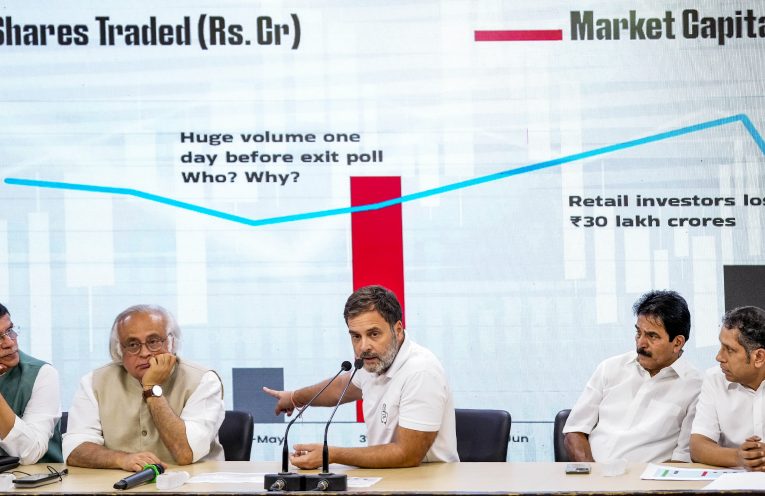 Shares Traded (Rs. Cr)
Market Capita
Huge volume one
day before exit poll
Who? Why?
Retail investors los
₹30 lakh crores
-May
3
Jun